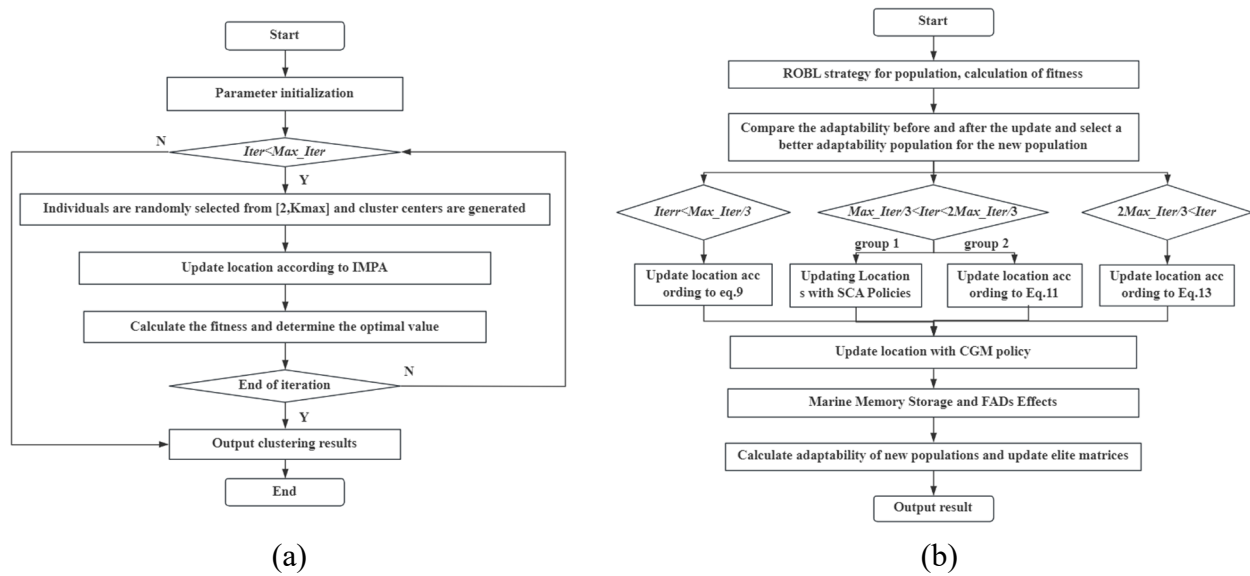 Start
Parameter initialization
N
Iter<Max_Iter
Y
Individuals are randomly selected from [2,Kmax] and cluster centers are generated
Update location according to IMPA
Calculate the fitness and determine the optimal value
End of iteration
N
Y
Output clustering results
End
(a)
Start
ROBL strategy for population, calculation of fitness
Compare the adaptability before and after the update and select a
better adaptability population for the new population
Iterr<Max_Iter/3
Max_Iter/3<Iter<2Max_Iter/3
2Max_Iter/3<Iter
group 1
group 2
Update location acc
ording to eq.9
Updating Location
s with SCA Policies
Update location acc
ording to Eq.11
Update location acc
ording to Eq.13
Update location with CGM policy
Marine Memory Storage and FADs Effects
Calculate adaptability of new populations and update elite matrices
Output result
(b)